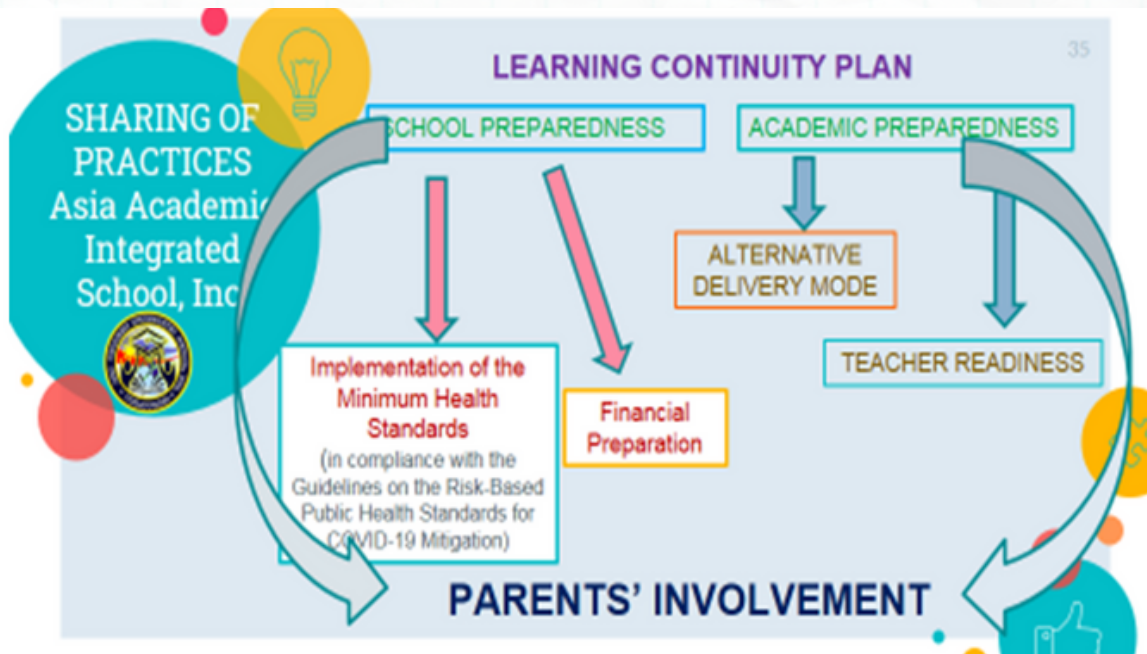 35
LEARNING CONTINUITY PLAN
SHARING OF
PRACTICES
Asia Academic
Integrated
School, Inc
SCHOOL PREPAREDNESS
ACADEMIC PREPAREDNESS
ALTERNATIVE
DELIVERY MODE
TEACHER READINESS
Implementation of the
Minimum Health
Standards
(in compliance with the
Guidelines on the Risk-Based
Public Health Standards for
COVID-19 Mitigation)
Financial
Preparation
PARENTS' INVOLVEMENT